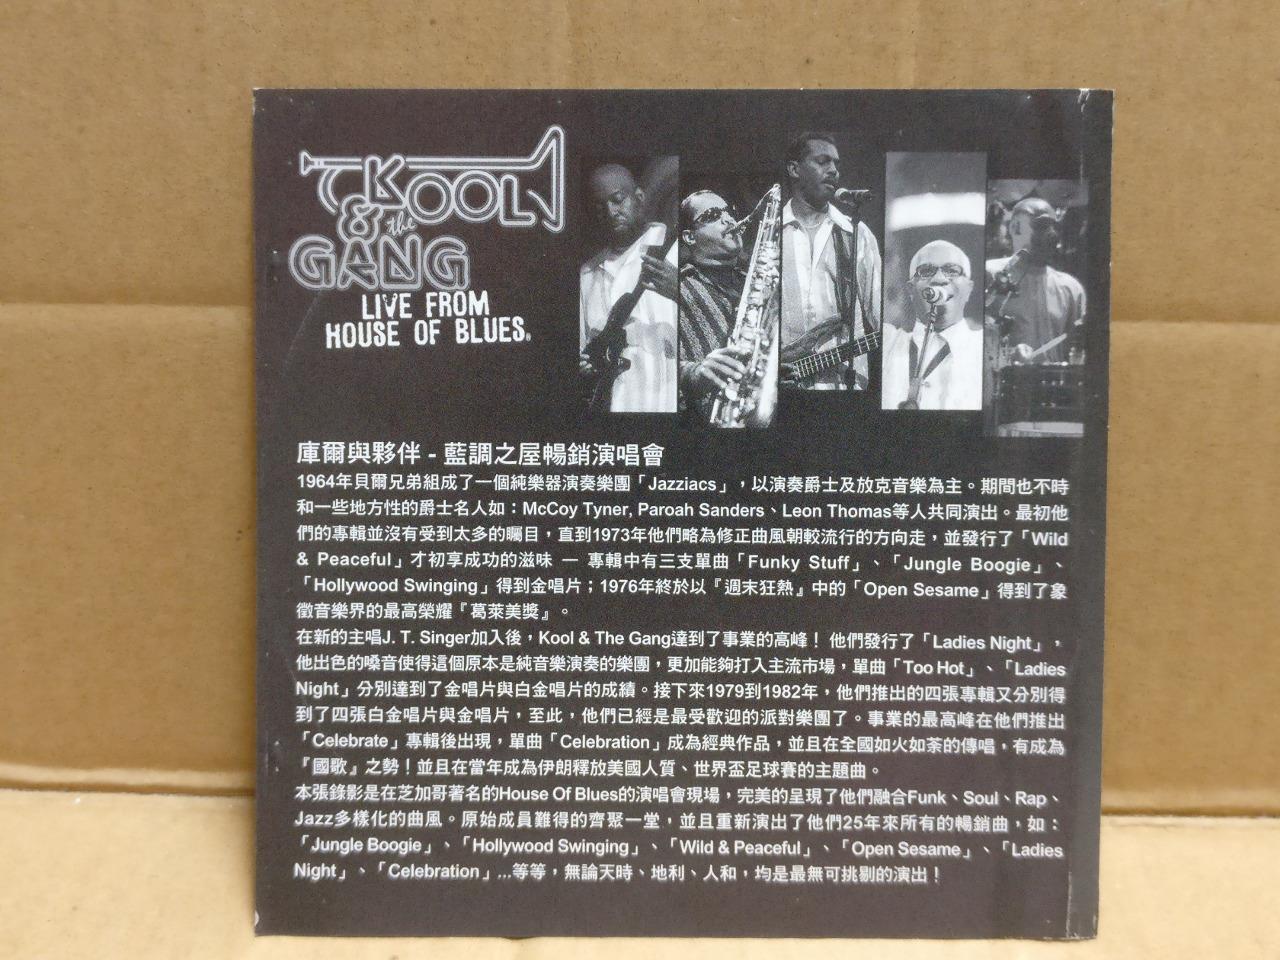 KOOL
& the
GANG
LIVE FROM
HOUSE OF BLUES®
庫爾與夥伴 - 藍調之屋暢銷演唱會
1964年貝爾兄弟組成了一個純樂器演奏樂團「Jazziacs」，以演奏爵士及放克音樂為主。期間也不時
和一些地方性的爵士名人如：McCoy Tyner, Paroah Sanders、Leon Thomas等人共同演出。最初他
們的專輯並沒有受到太多的矚目，直到1973年他們略為修正曲風朝較流行的方向走，並發行了「Wild
& Peaceful」才初享成功的滋味 — 專輯中有三支單曲「Funky Stuff」、「Jungle Boogie」、
「Hollywood Swinging」得到金唱片；1976年終於以『週末狂熱』中的「Open Sesame」得到了象
徵音樂界的最高榮耀『葛萊美獎』。
在新的主唱J. T. Singer加入後，Kool & The Gang達到了事業的高峰！ 他們發行了「Ladies Night」，
他出色的嗓音使得這個原本是純音樂演奏的樂團，更加能夠打入主流市場，單曲「Too Hot」、「Ladies
Night」分別達到了金唱片與白金唱片的成績。接下來1979到1982年，他們推出的四張專輯又分別得
到了四張白金唱片與金唱片，至此，他們已經是最受歡迎的派對樂團了。事業的最高峰在他們推出
「Celebrate」專輯後出現，單曲「Celebration」成為經典作品，並且在全國如火如荼的傳唱，有成為
『國歌』之勢！並且在當年成為伊朗釋放美國人質、世界盃足球賽的主題曲。
本張錄影是在芝加哥著名的House Of Blues的演唱會現場，完美的呈現了他們融合Funk、Soul、Rap、
Jazz多樣化的曲風。原始成員難得的齊聚一堂，並且重新演出了他們25年來所有的暢銷曲，如：
「Jungle Boogie」、「Hollywood Swinging」、「Wild & Peaceful」、「Open Sesame」、「Ladies
Night」、「Celebration」...等等，無論天時、地利、人和，均是最無可挑剔的演出！